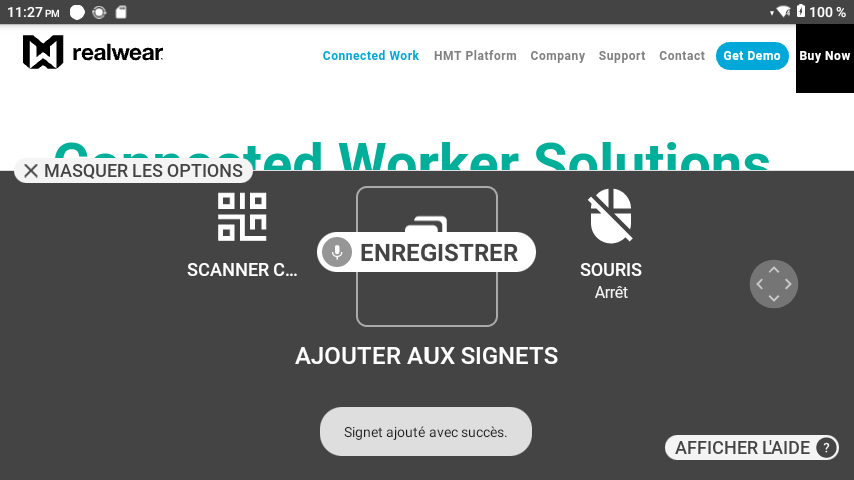 11:27 PM
100 %
realwear
Connected Work
HMT Platform
Company
Support
Contact
Get Demo
Buy Now
Connected Worker Solutions
MASQUER LES OPTIONS
SCANNER C...
ENREGISTRER
SOURIS
Arrêt
AJOUTER AUX SIGNETS
Signet ajouté avec succès.
AFFICHER L'AIDE ?